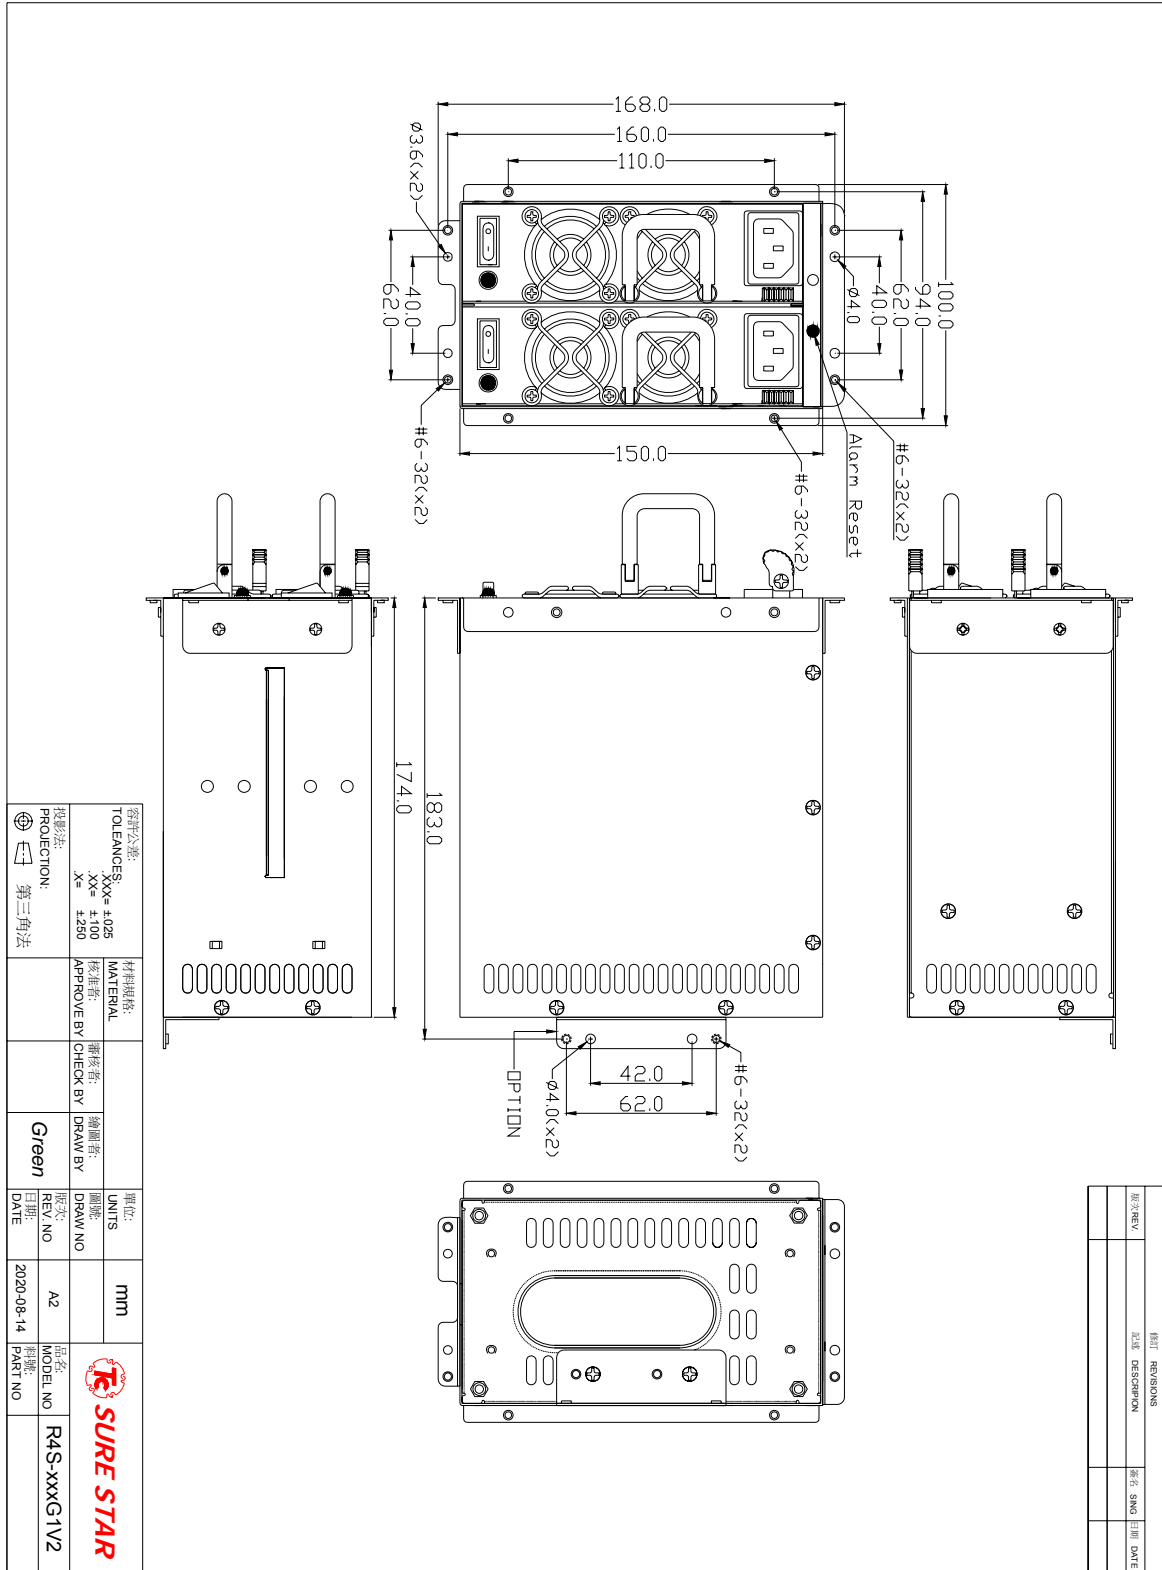 168.0
160.0
110.0
ø3.6(x2)
62.0
40.0
ø4.0
40.0
62.0
94.0
100.0
#6-32(x2)
150.0
#6-32(x2)
Alarm Reset
#6-32(x2)
174.0
183.0
OPTION
ø4.0(x2)
42.0
62.0
#6-32(x2)
容許公差:
TOLEANCES:
.XXX= ±.025
.XX= ±.100
.X= ±.250
投影法:
PROJECTION:
第三角法
材料規格:
MATERIAL
核准者:
APPROVE BY
審核者:
CHECK BY
繪圖者:
DRAW BY
Green
單位:
UNITS
mm
圖號:
DRAW NO
版次:
REV. NO
A2
日期:
DATE
2020-08-14
Tc SURE STAR
品名:
MODEL NO
R4S-xxxG1V2
料號:
PART NO
修訂 REVISIONS
版次REV.
記述 DESCRIPION
簽名 SING
日期 DATE